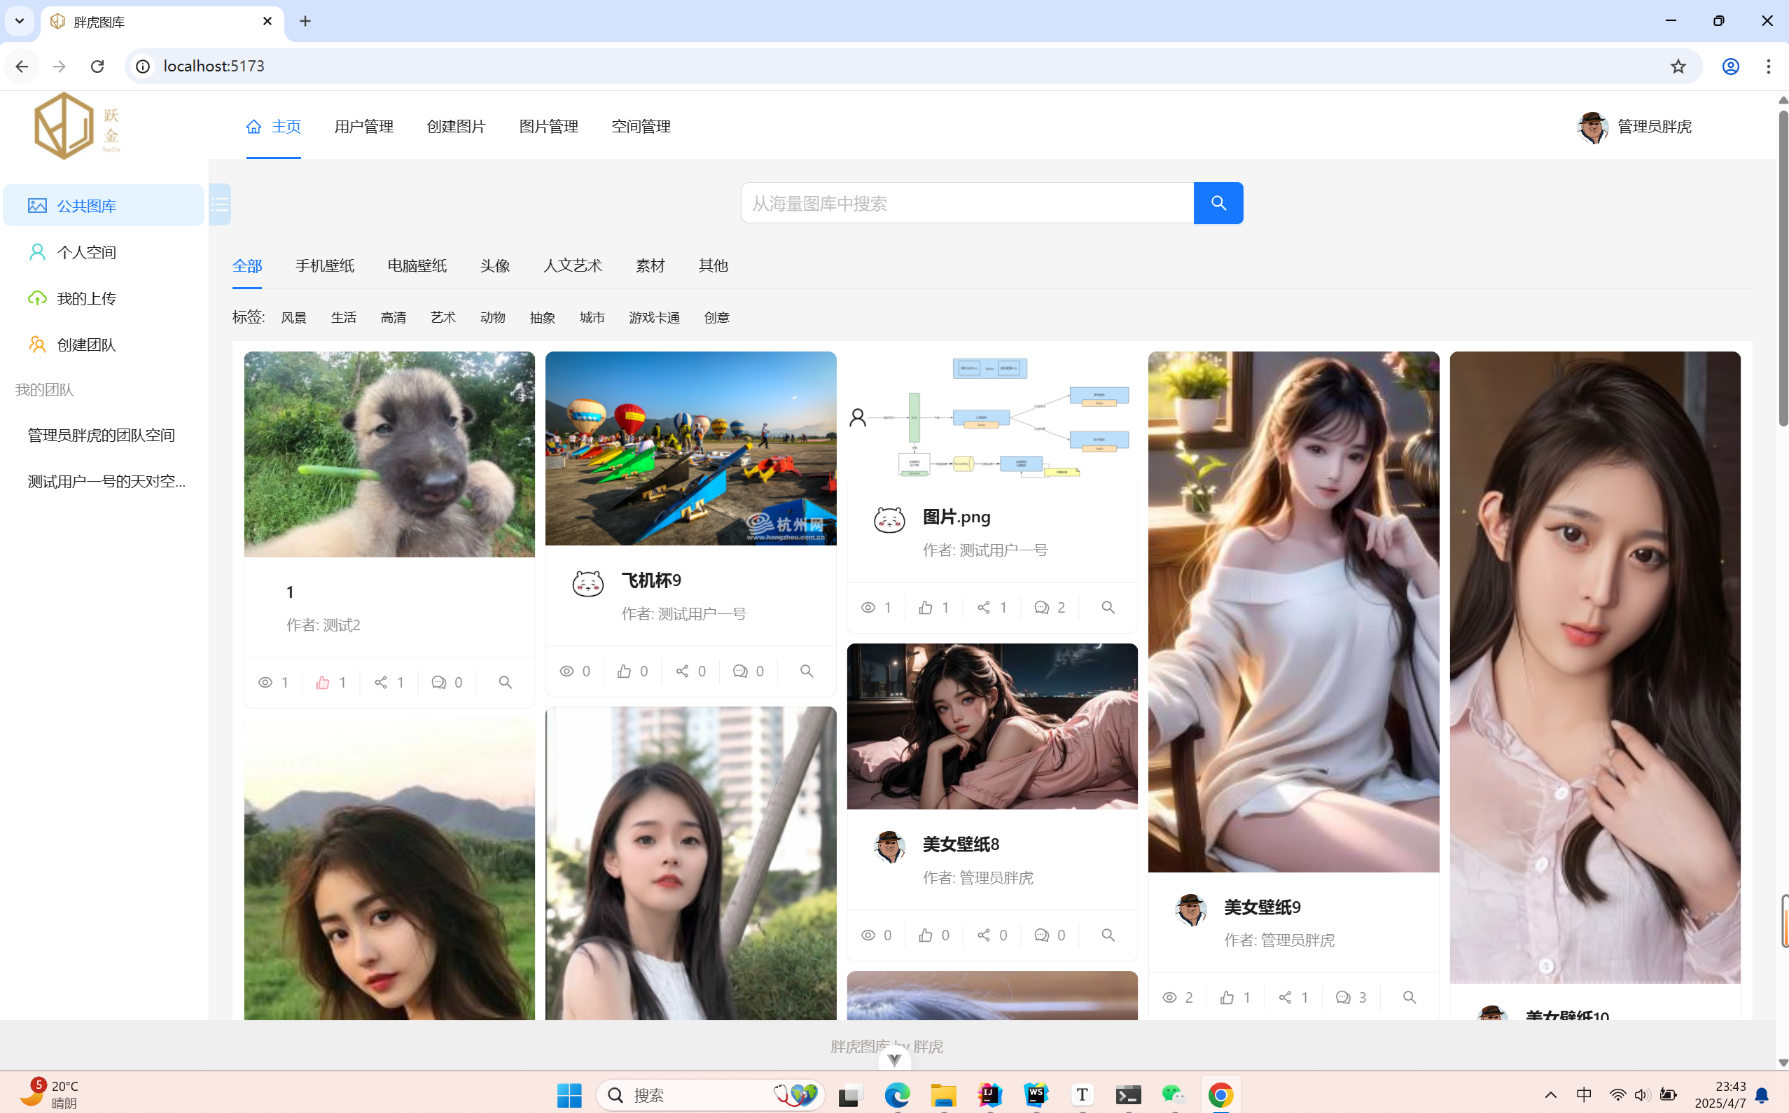 胖虎图库
localhost:5173
跃金
主页 用户管理 创建图片 图片管理 空间管理
管理员胖虎
公共图库
个人空间
我的上传
创建团队
我的团队
管理员胖虎的团队空间
测试用户一号的天对空...
从海量图库中搜索
全部 手机壁纸 电脑壁纸 头像 人文艺术 素材 其他
标签: 风景 生活 高清 艺术 动物 抽象 城市 游戏卡通 创意
1
作者: 测试2
1 1 1 0
杭州网
www.hangzhou.com.cn
飞机杯9
作者: 测试用户一号
0 0 0 0
图片.png
作者: 测试用户一号
1 1 1 2
美女壁纸8
作者: 管理员胖虎
0 0 0 0
美女壁纸9
作者: 管理员胖虎
2 1 1 3
美女壁纸10
胖虎图库 by 胖虎
5
20°C
晴朗
搜索
中
23:43
2025/4/7